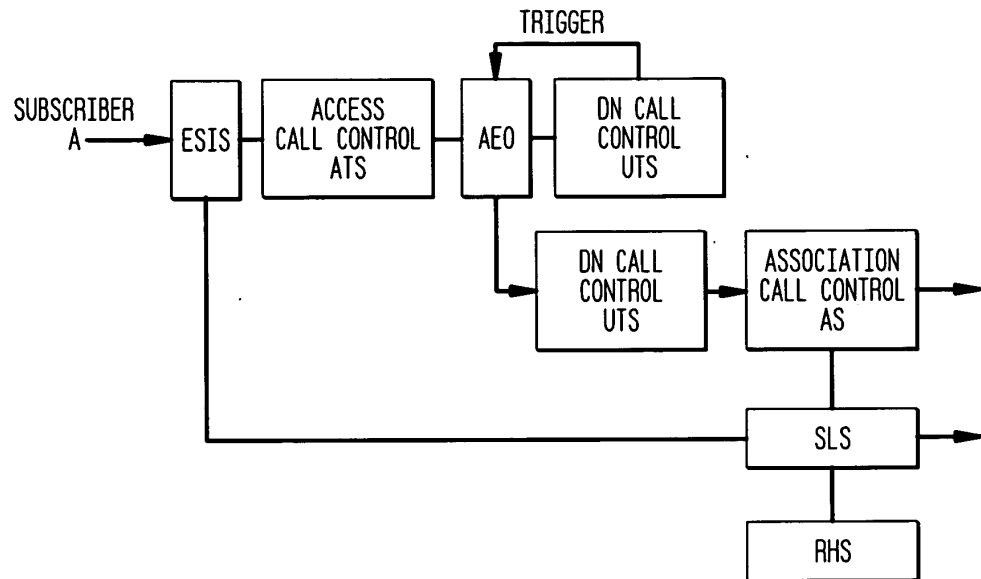 TRIGGER
SUBSCRIBER
A
ESIS
ACCESS
CALL CONTROL
ATS
AEO
DN CALL
CONTROL
UTS
DN CALL
CONTROL
UTS
ASSOCIATION
CALL CONTROL
AS
SLS
RHS